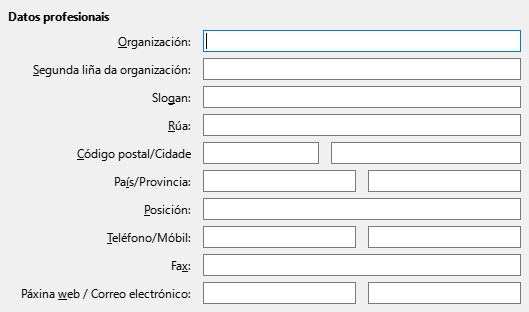 Datos profesionais
Organización:
Segunda liña da organización:
Slogan:
Rúa:
Código postal/Cidade
País/Provincia:
Posición:
Teléfono/Móbil:
Fax:
Páxina web / Correo electrónico: